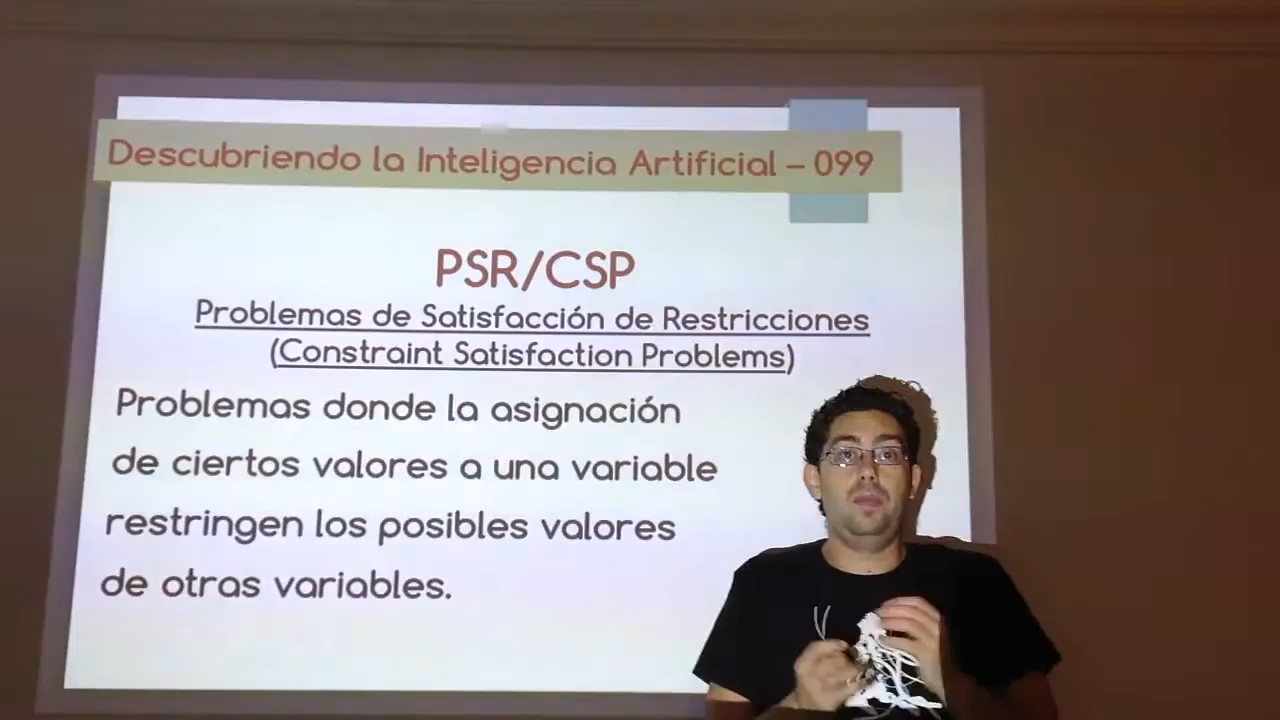 Descubriendo la Inteligencia Artificial – 099
PSR/CSP
Problemas de Satisfacción de Restricciones
(Constraint Satisfaction Problems)
Problemas donde la asignación
de ciertos valores a una variable
restringen los posibles valores
de otras variables.